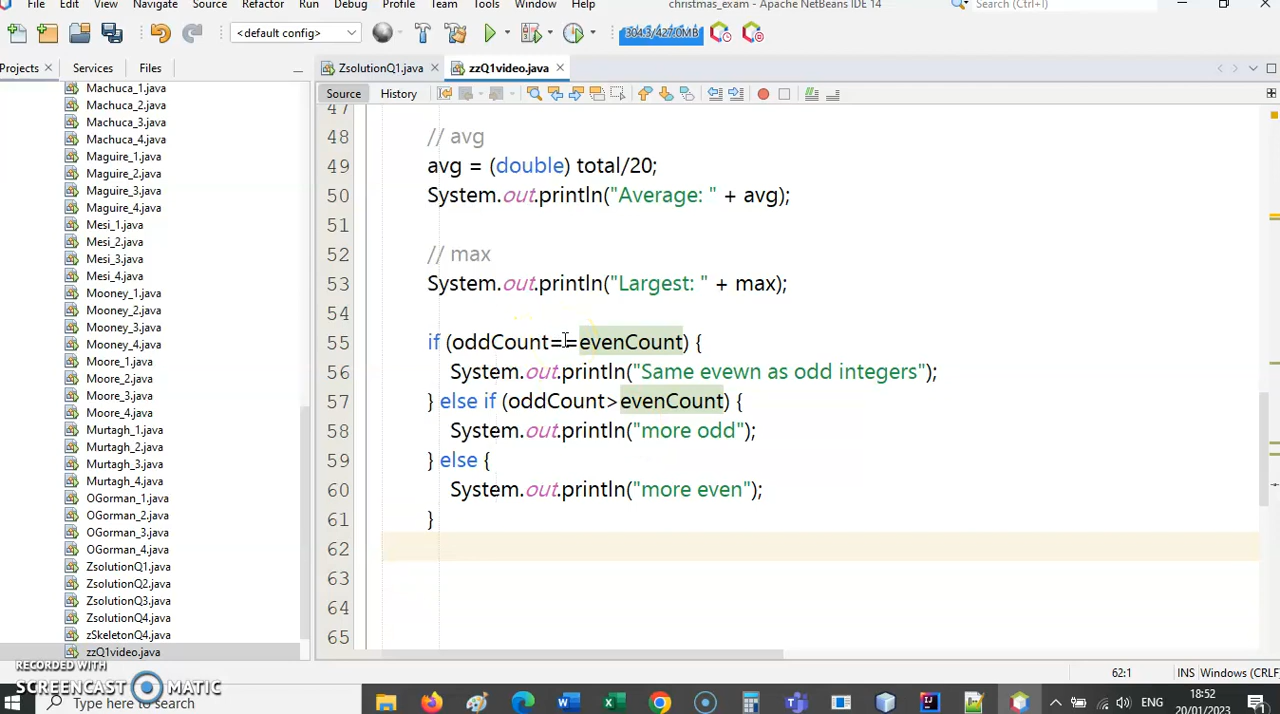 File Edit View Navigate Source Refactor Run Debug Profile Team Tools Window Help christmas_exam - Apache NetBeans IDE 14 Search (Ctrl+I)
<default config> 304.3/427.0MB
Projects Services Files ZsolutionQ1.java zzQ1video.java
Source History
Machuca_1.java
Machuca_2.java
Machuca_3.java
Machuca_4.java
Maguire_1.java
Maguire_2.java
Maguire_3.java
Maguire_4.java
Mesi_1.java
Mesi_2.java
Mesi_3.java
Mesi_4.java
Mooney_1.java
Mooney_2.java
Mooney_3.java
Mooney_4.java
Moore_1.java
Moore_2.java
Moore_3.java
Moore_4.java
Murtagh_1.java
Murtagh_2.java
Murtagh_3.java
Murtagh_4.java
OGorman_1.java
OGorman_2.java
OGorman_3.java
OGorman_4.java
ZsolutionQ1.java
ZsolutionQ2.java
ZsolutionQ3.java
ZsolutionQ4.java
zSkeletonQ4.java
zzQ1video.java
47
48 // avg
49 avg = (double) total/20;
50 System.out.println("Average: " + avg);
51
52 // max
53 System.out.println("Largest: " + max);
54
55 if (oddCount==evenCount) {
56 System.out.println("Same evewn as odd integers");
57 } else if (oddCount>evenCount) {
58 System.out.println("more odd");
59 } else {
60 System.out.println("more even");
61 }
62
63
64
65
62:1 INS Windows (CRLF)
RECORDED WITH
SCREENCAST MATIC
Type here to search
ENG 18:52
20/01/2023